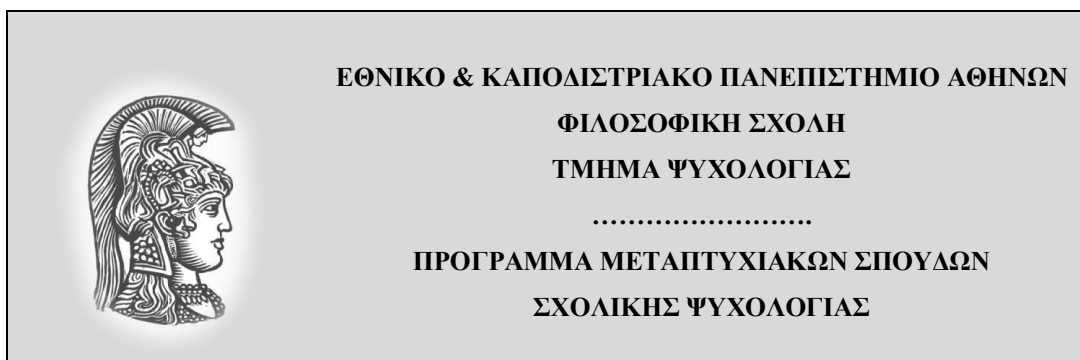 ΕΘΝΙΚΟ & ΚΑΠΟΔΙΣΤΡΙΑΚΟ ΠΑΝΕΠΙΣΤΗΜΙΟ ΑΘΗΝΩΝ
ΦΙΛΟΣΟΦΙΚΗ ΣΧΟΛΗ
ΤΜΗΜΑ ΨΥΧΟΛΟΓΙΑΣ
…………………….
ΠΡΟΓΡΑΜΜΑ ΜΕΤΑΠΤΥΧΙΑΚΩΝ ΣΠΟΥΔΩΝ
ΣΧΟΛΙΚΗΣ ΨΥΧΟΛΟΓΙΑΣ